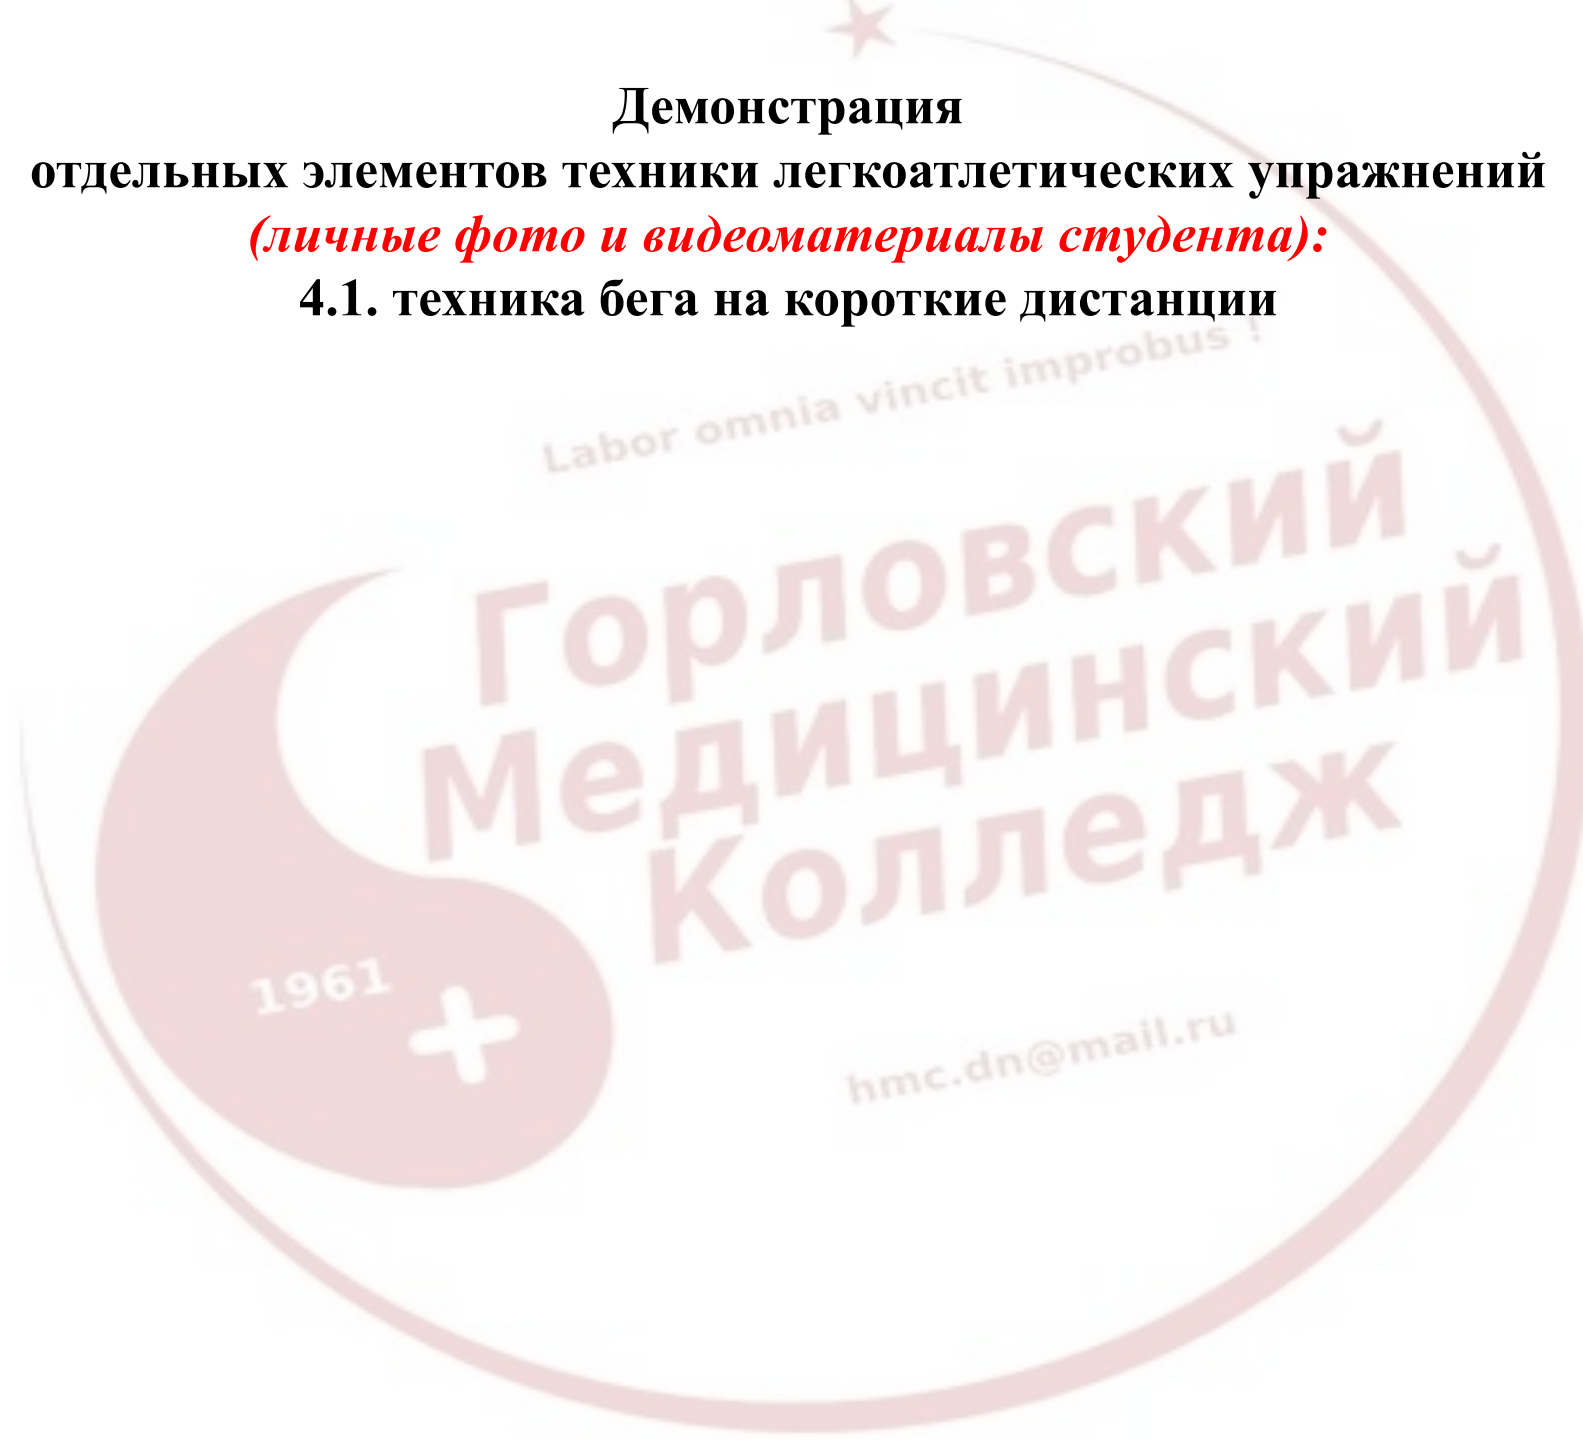 Демонстрация
отдельных элементов техники легкоатлетических упражнений
(личные фото и видеоматериалы студента):
4.1. техника бега на короткие дистанции
Labor omnia vincit improbus !
Горловский
Медицинский
Колледж
1961
hmc.dn@mail.ru